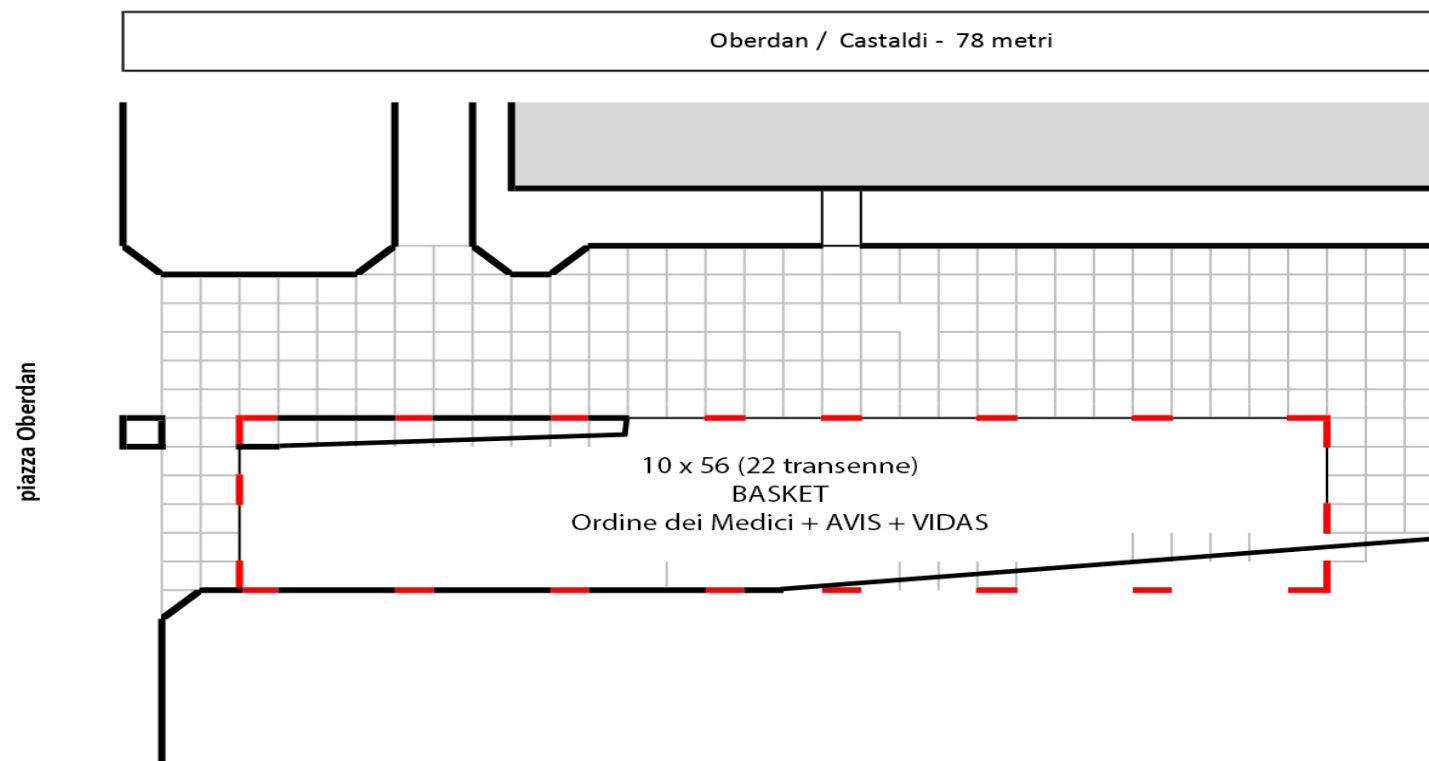 Oberdan / Castaldi - 78 metri
piazza Oberdan
10 x 56 (22 transenne)
BASKET
Ordine dei Medici + AVIS + VIDAS